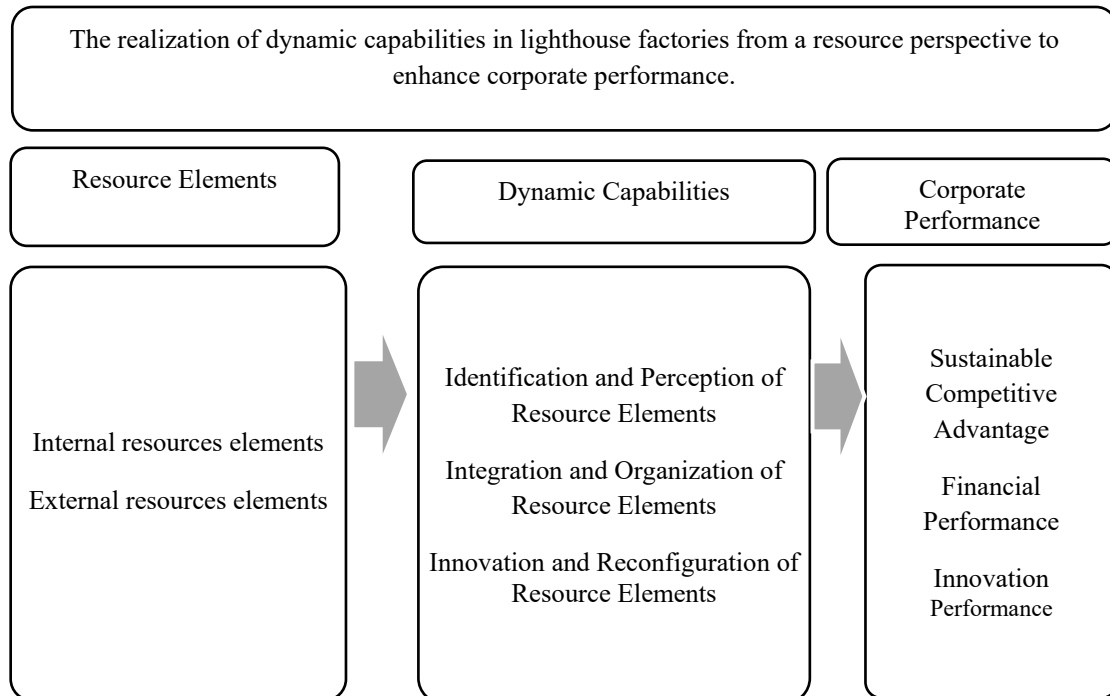 The realization of dynamic capabilities in lighthouse factories from a resource perspective to
enhance corporate performance.
Resource Elements
Dynamic Capabilities
Corporate
Performance
Internal resources elements
External resources elements
Identification and Perception of
Resource Elements
Integration and Organization of
Resource Elements
Innovation and Reconfiguration of
Resource Elements
Sustainable
Competitive
Advantage
Financial
Performance
Innovation
Performance